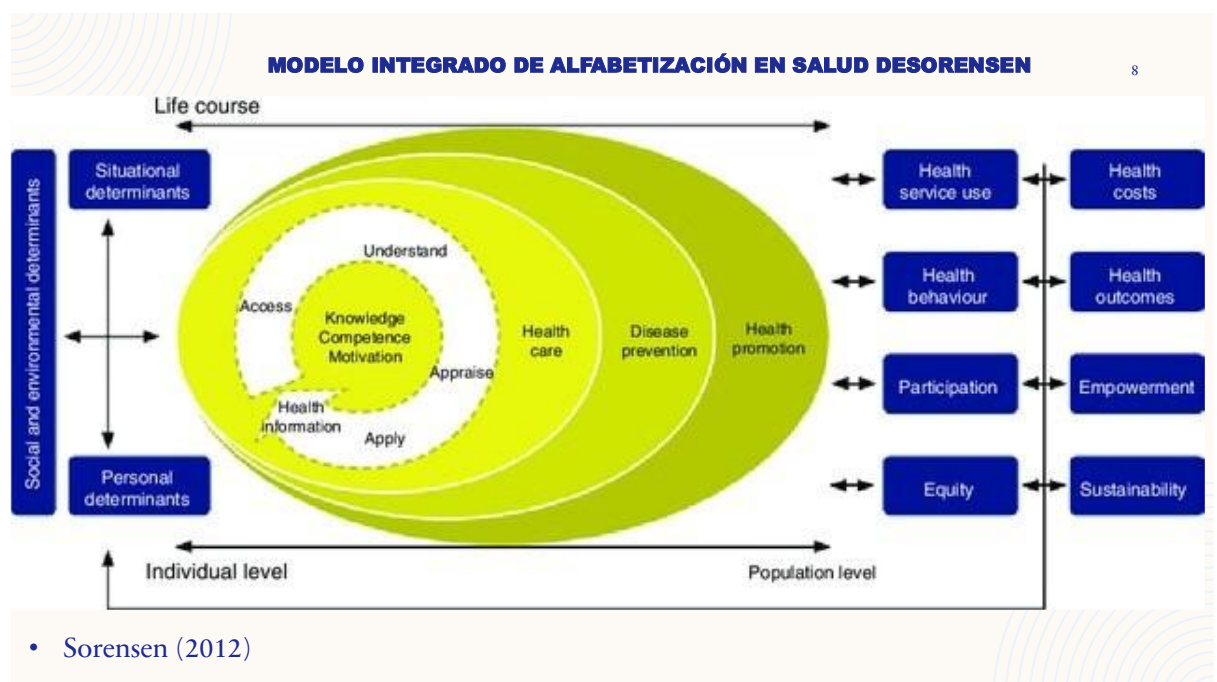 MODELO INTEGRADO DE ALFABETIZACIÓN EN SALUD DESORENSEN
8
Life course
Social and environmental determinants
Situational
determinants
Personal
determinants
Understand
Access
Knowledge
Competence
Motivation
Appraise
Health
information
Apply
Health
care
Disease
prevention
Health
promotion
Health
service use
Health
costs
Health
behaviour
Health
outcomes
Participation
Empowerment
Equity
Sustainability
Individual level
Population level
• Sorensen (2012)